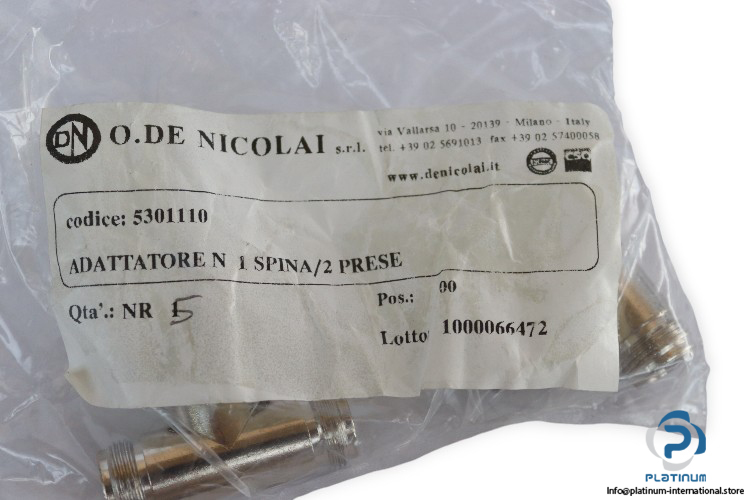 DN O.DE NICOLAI s.r.l.
via Vallarsa 10 - 20139 - Milano - Italy
tel. +39 02 5691013 fax +39 02 57400058
www.denicolai.it
CSQ
codice: 5301110
ADATTATORE N 1 SPINA/2 PRESE
Qta'.: NR 5
Pos.: 00
Lotto: 1000066472
PLATINUM
Info@platinum-international.store